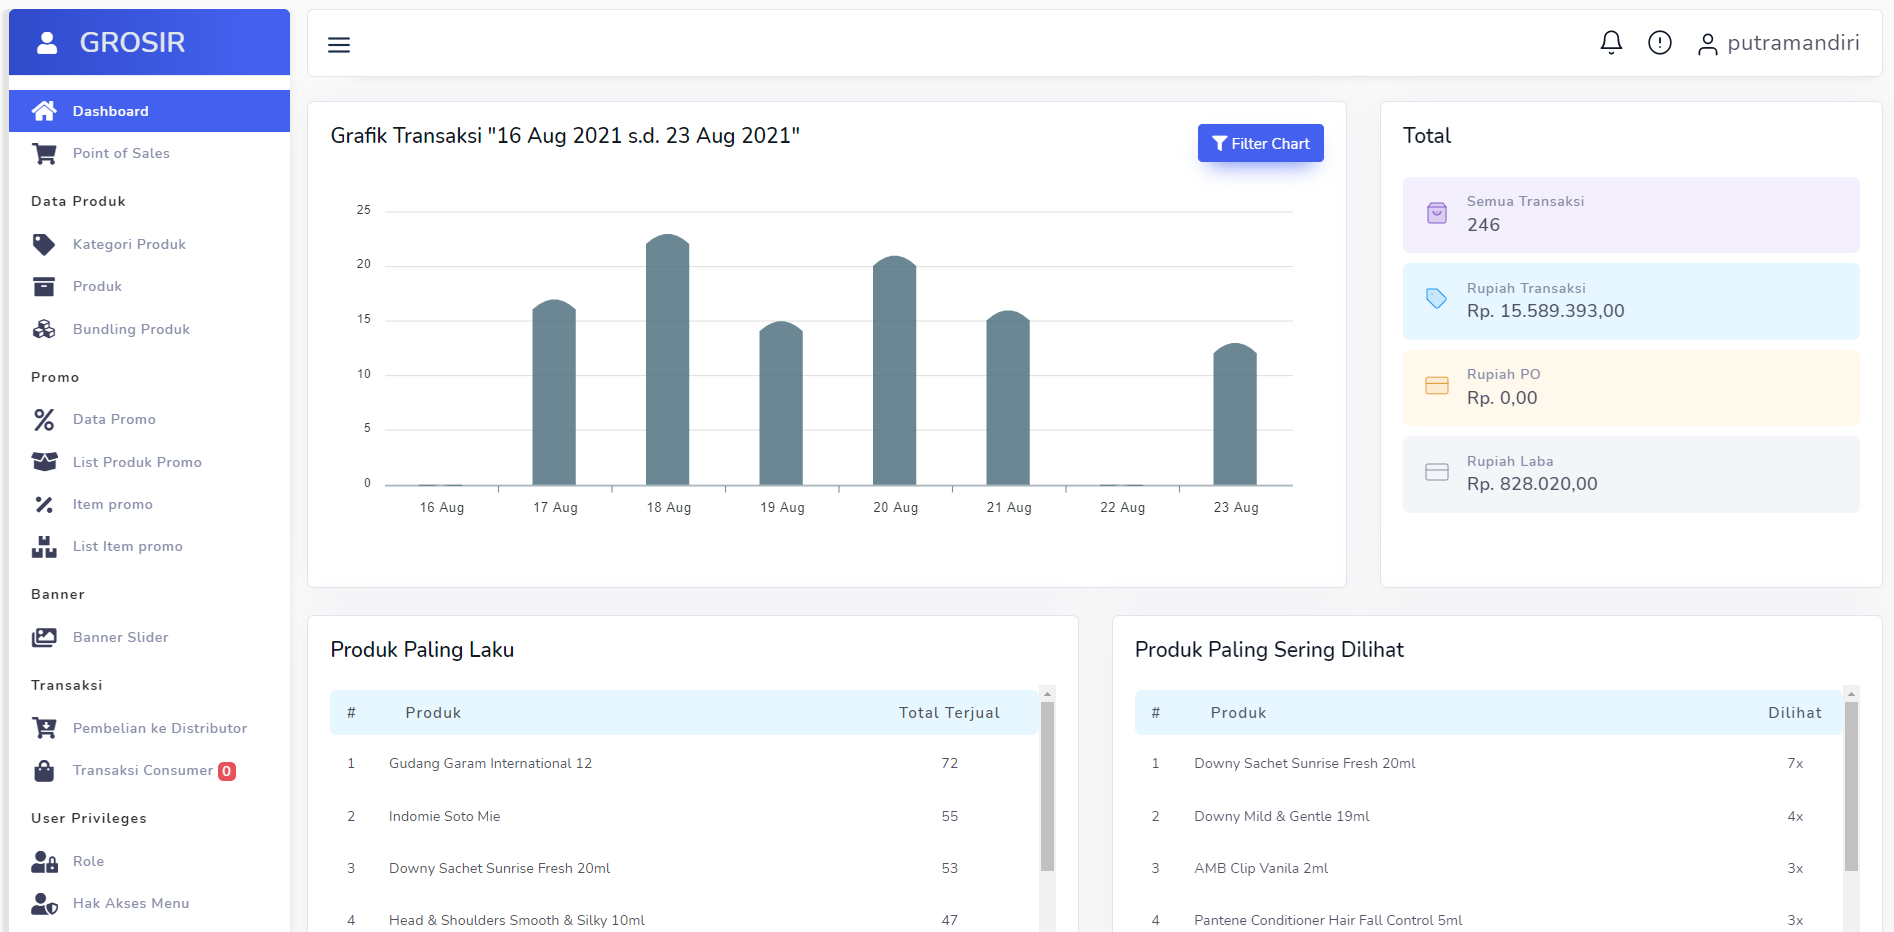 GROSIR
putramandiri
Dashboard
Point of Sales
Data Produk
Kategori Produk
Produk
Bundling Produk
Promo
Data Promo
List Produk Promo
Item promo
List Item promo
Banner
Banner Slider
Transaksi
Pembelian ke Distributor
Transaksi Consumer 0
User Privileges
Role
Hak Akses Menu
Grafik Transaksi "16 Aug 2021 s.d. 23 Aug 2021"
Filter Chart
25
20
15
10
5
0
16 Aug 17 Aug 18 Aug 19 Aug 20 Aug 21 Aug 22 Aug 23 Aug
Total
Semua Transaksi
246
Rupiah Transaksi
Rp. 15.589.393,00
Rupiah PO
Rp. 0,00
Rupiah Laba
Rp. 828.020,00
Produk Paling Laku
# Produk Total Terjual
1 Gudang Garam International 12 72
2 Indomie Soto Mie 55
3 Downy Sachet Sunrise Fresh 20ml 53
4 Head & Shoulders Smooth & Silky 10ml 47
Produk Paling Sering Dilihat
# Produk Dilihat
1 Downy Sachet Sunrise Fresh 20ml 7x
2 Downy Mild & Gentle 19ml 4x
3 AMB Clip Vanila 2ml 3x
4 Pantene Conditioner Hair Fall Control 5ml 3x